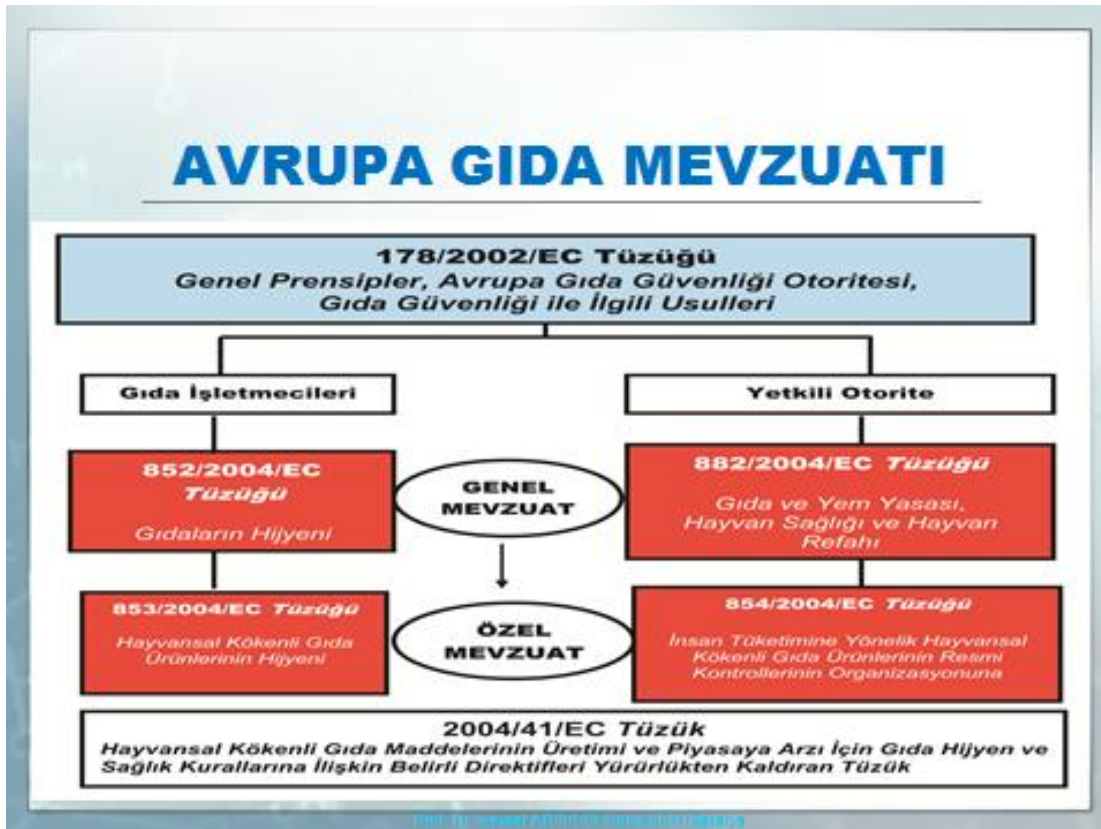 AVRUPA GIDA MEVZUATI
178/2002/EC Tüzüğü
Genel Prensipler, Avrupa Gıda Güvenliği Otoritesi,
Gıda Güvenliği ile İlgili Usulleri
Gıda İşletmecileri
Yetkili Otorite
852/2004/EC
Tüzüğü
Gıdaların Hijyeni
GENEL
MEVZUAT
882/2004/EC Tüzüğü
Gıda ve Yem Yasası,
Hayvan Sağlığı ve Hayvan
Refahı
853/2004/EC Tüzüğü
Hayvansal Kökenli Gıda
Ürünlerinin Hijyeni
ÖZEL
MEVZUAT
854/2004/EC Tüzüğü
İnsan Tüketimine Yönelik Hayvansal
Kökenli Gıda Ürünlerinin Resmi
Kontrollerinin Organizasyonuna
2004/41/EC Tüzük
Hayvansal Kökenli Gıda Maddelerinin Üretimi ve Piyasaya Arzı İçin Gıda Hijyen ve
Sağlık Kurallarına İlişkin Belirli Direktifleri Yürürlükten Kaldıran Tüzük